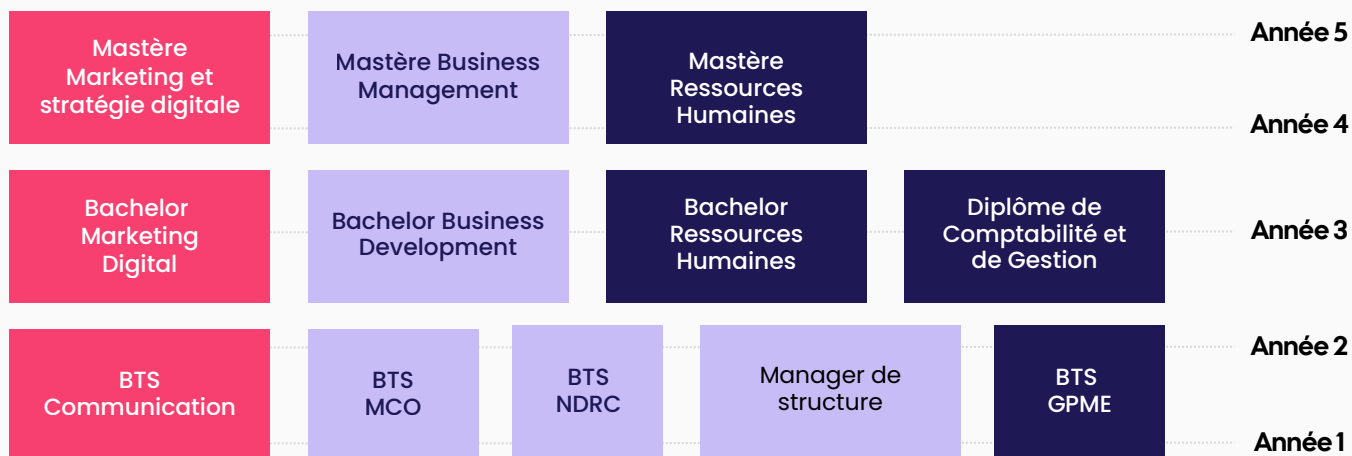 Mastère
Marketing et
stratégie digitale
Mastère Business
Management
Mastère
Ressources
Humaines
Année 5
Année 4
Bachelor
Marketing
Digital
Bachelor Business
Development
Bachelor
Ressources
Humaines
Diplôme de
Comptabilité et
de Gestion
Année 3
BTS
Communication
BTS
MCO
BTS
NDRC
Manager de
structure
BTS
GPME
Année 2
Année 1